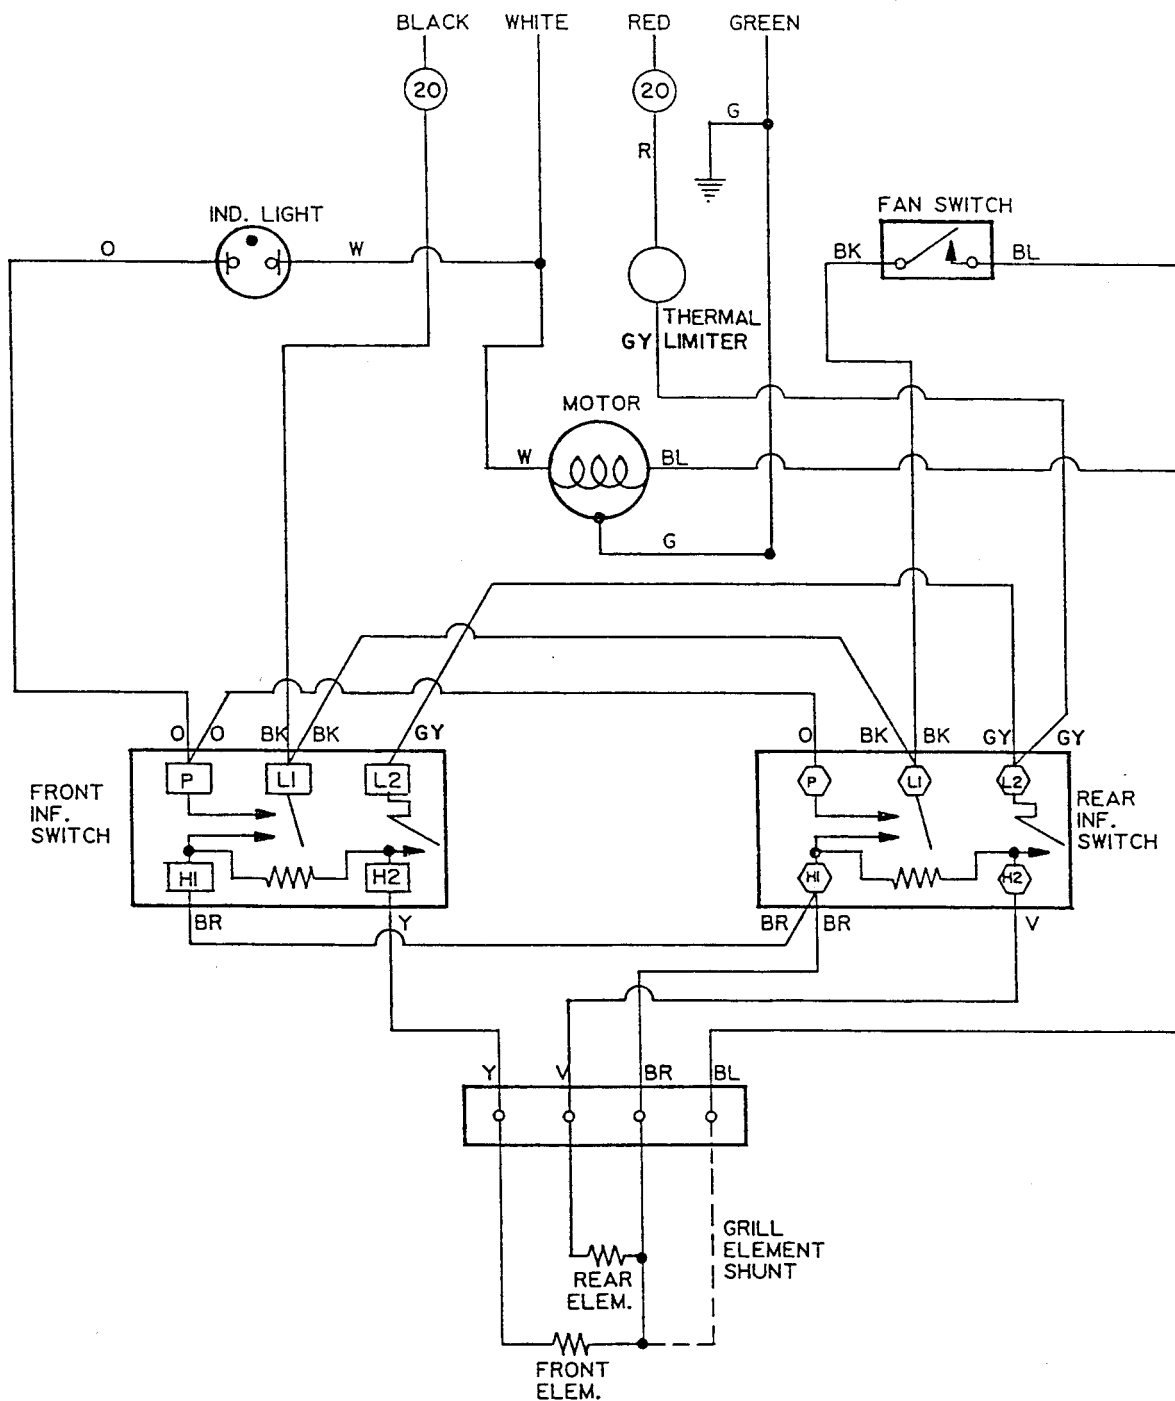 BLACK WHITE RED GREEN
20 20
G
R
IND. LIGHT
FAN SWITCH
O W BK BL
THERMAL
GY LIMITER
MOTOR
W BL
G
O O BK BK GY O BK BK GY GY
P L1 L2 P L1 L2
FRONT
INF.
SWITCH
REAR
INF.
SWITCH
H1 H2 H1 H2
BR Y BR BR V
Y V BR BL
GRILL
ELEMENT
SHUNT
REAR
ELEM.
FRONT
ELEM.